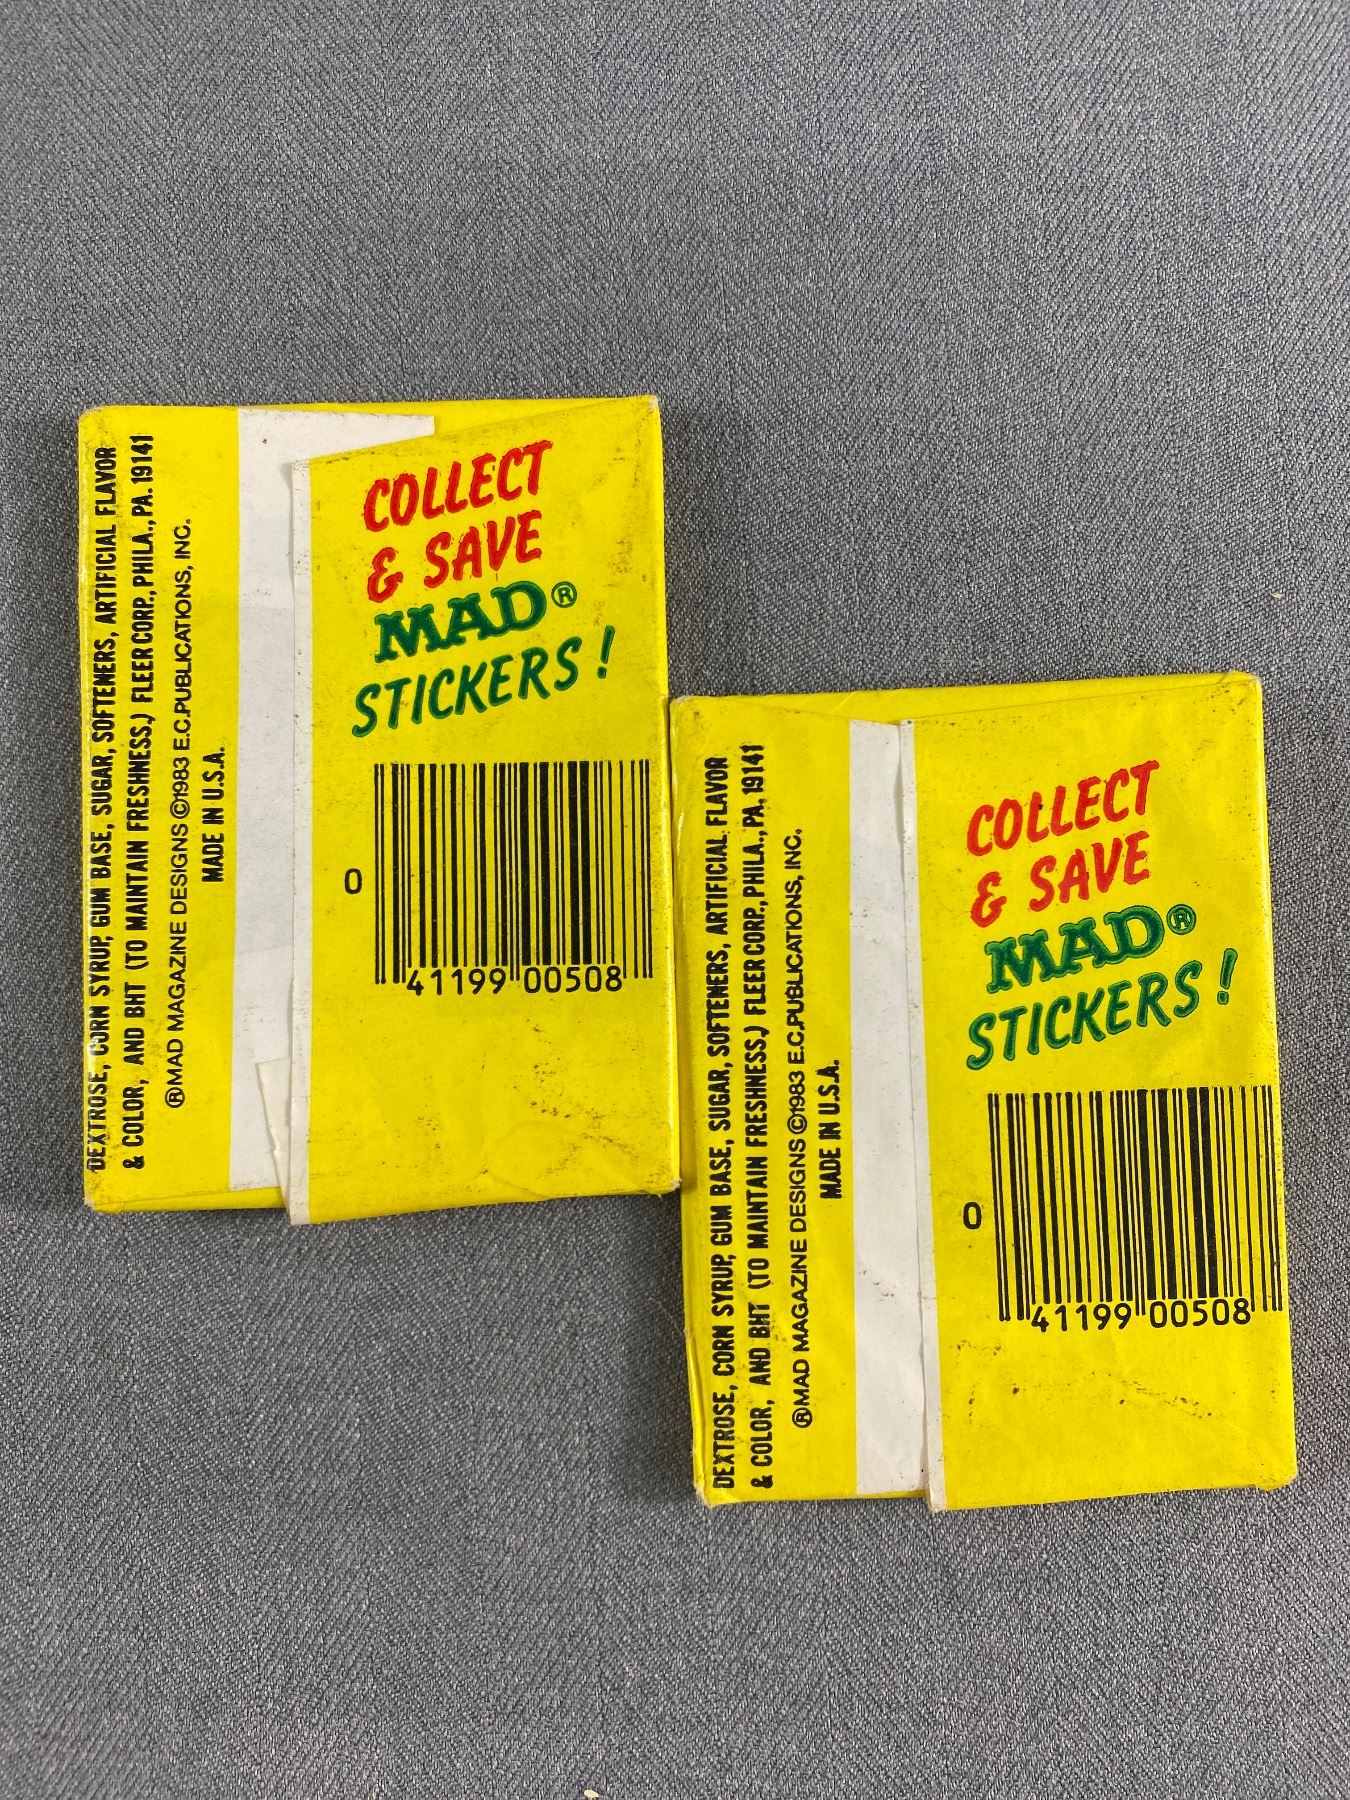 DEXTROSE, CORN SYRUP, GUM BASE, SUGAR, SOFTENERS, ARTIFICIAL FLAVOR
& COLOR, AND BHT (TO MAINTAIN FRESHNESS.) FLEER CORP., PHILA., PA. 19141
®MAD MAGAZINE DESIGNS ©1983 E.C.PUBLICATIONS, INC.
MADE IN U.S.A.
COLLECT
& SAVE
MAD®
STICKERS!
0
41199 00508
DEXTROSE, CORN SYRUP, GUM BASE, SUGAR, SOFTENERS, ARTIFICIAL FLAVOR
& COLOR, AND BHT (TO MAINTAIN FRESHNESS.) FLEER CORP., PHILA., PA. 19141
®MAD MAGAZINE DESIGNS ©1983 E.C.PUBLICATIONS, INC.
MADE IN U.S.A.
COLLECT
& SAVE
MAD®
STICKERS!
0
41199 00508